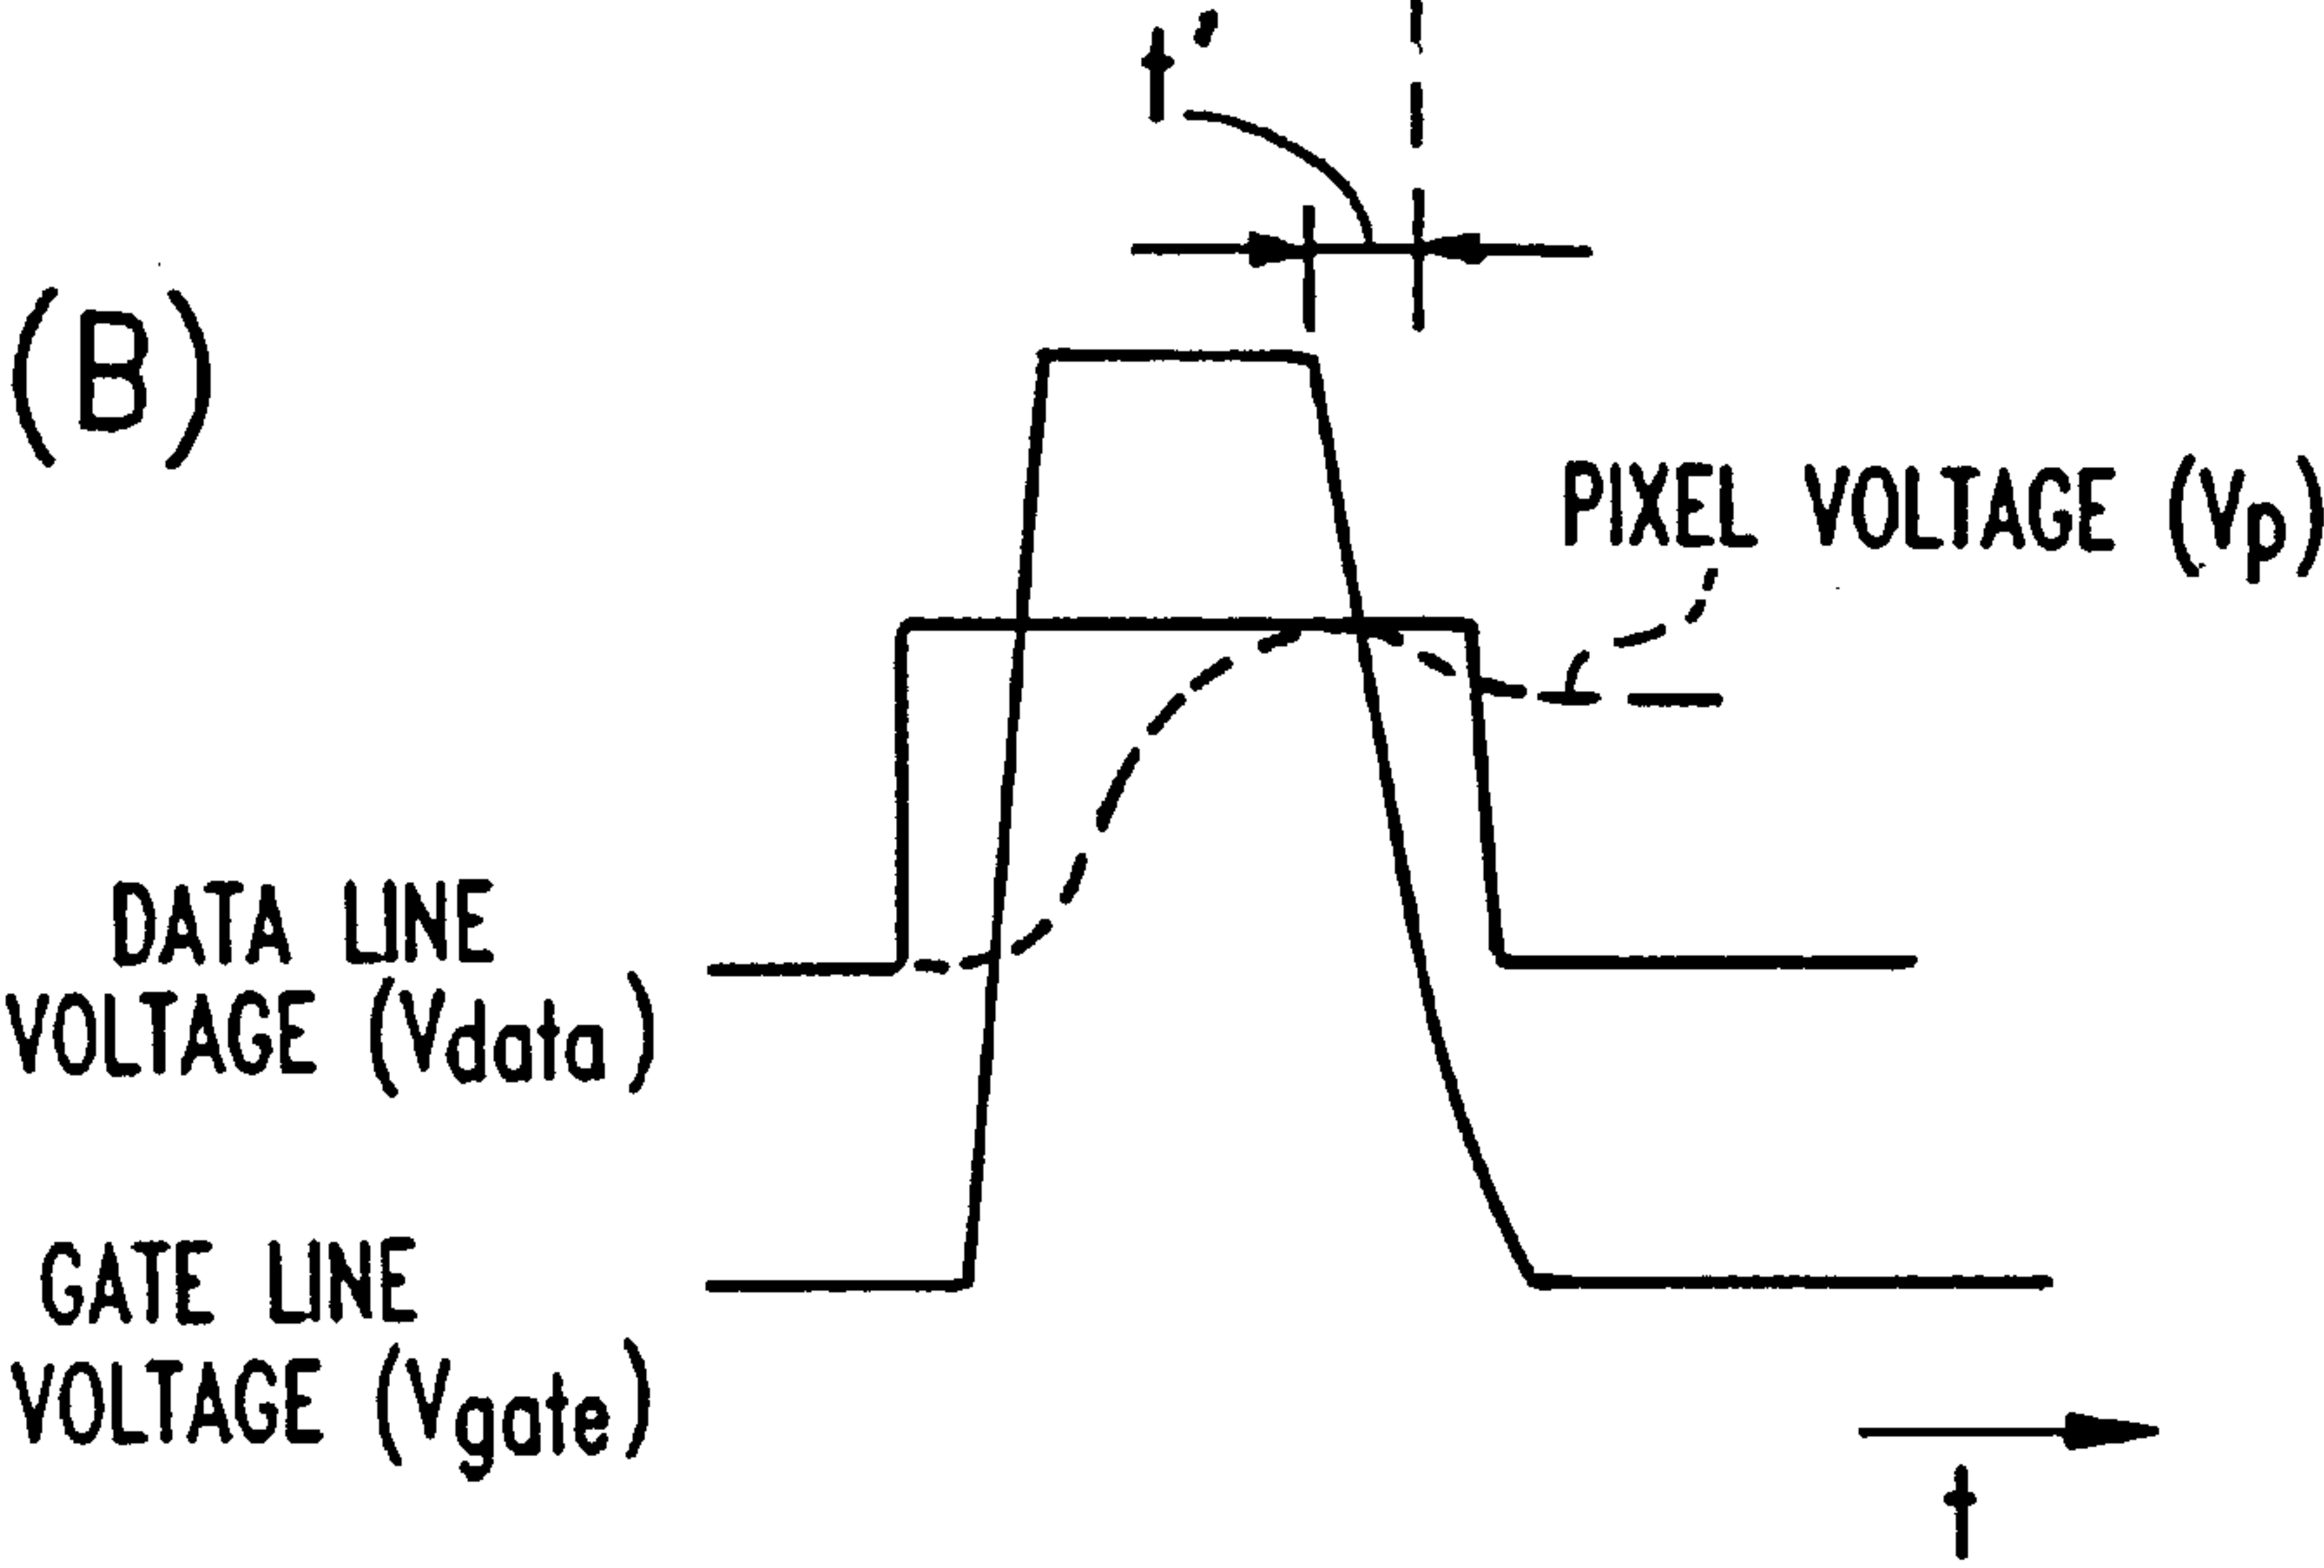 t'
(B)
PIXEL VOLTAGE (Vp)
DATA LINE
VOLTAGE (Vdata)
GATE LINE
VOLTAGE (Vgate)
t